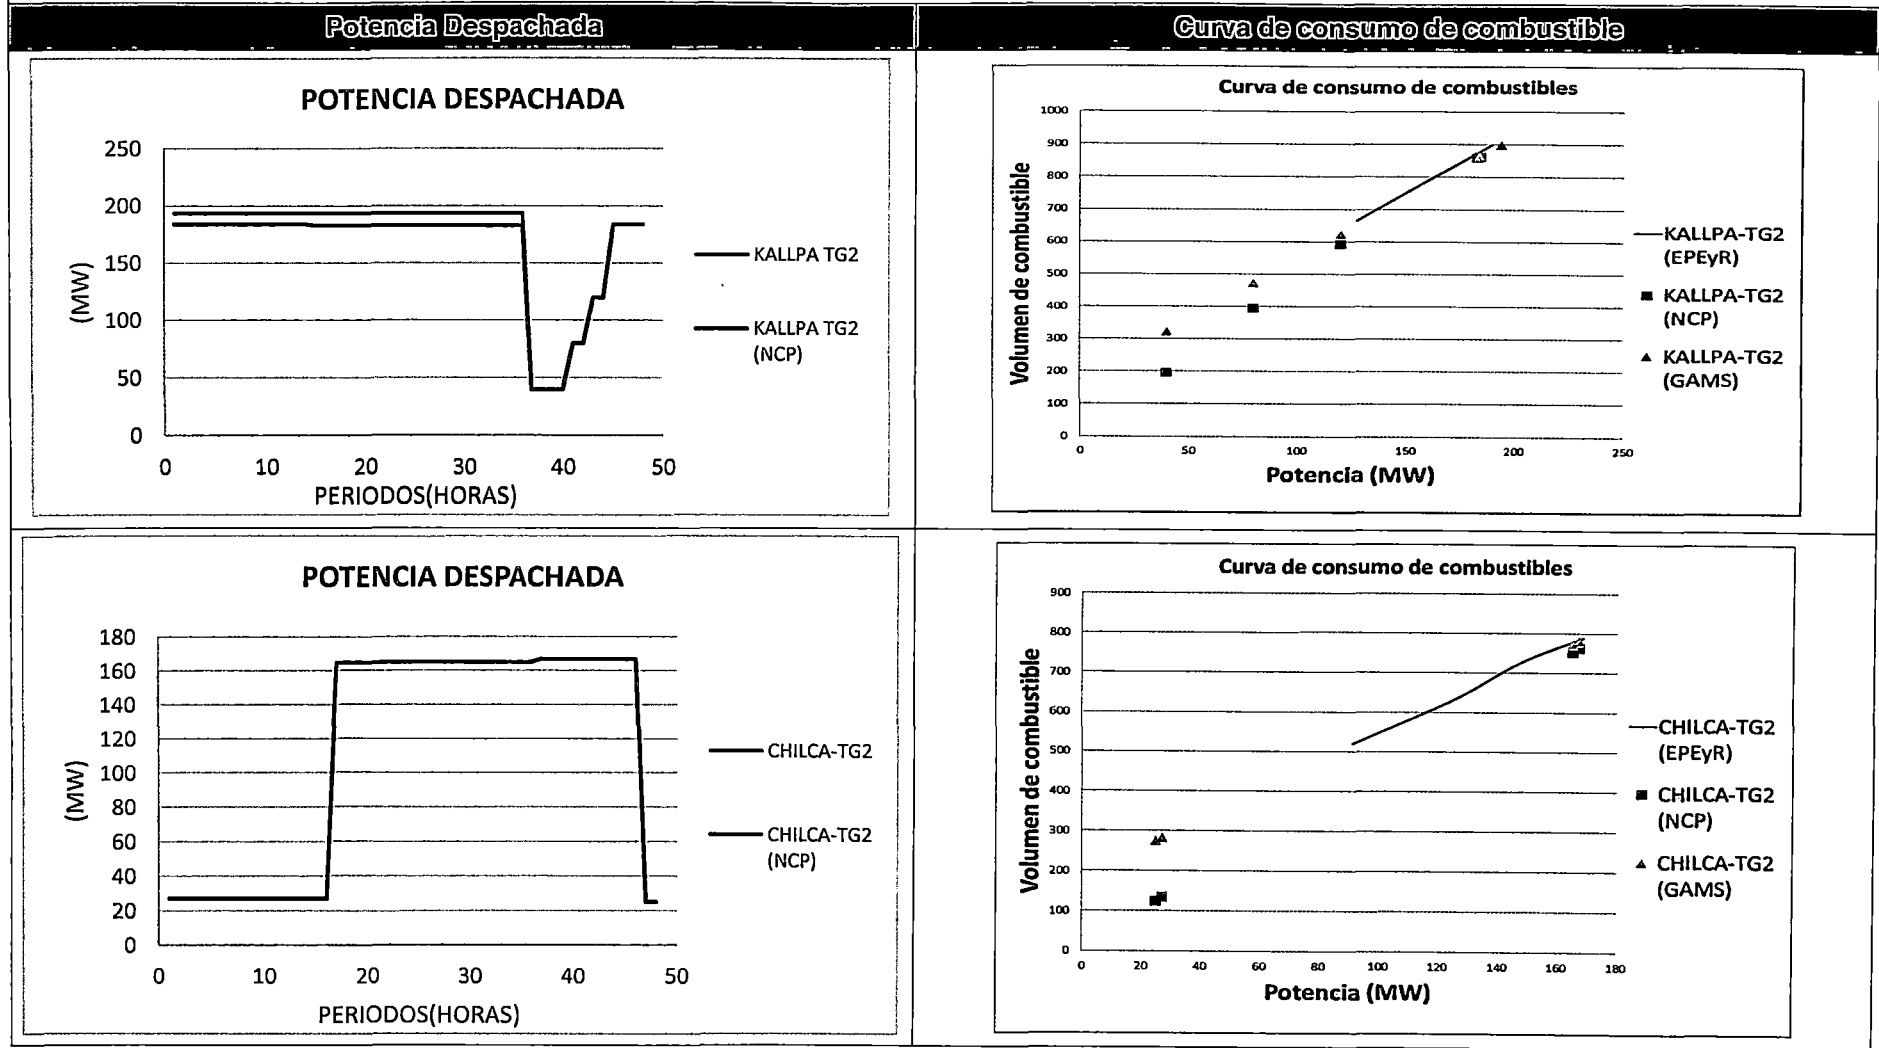 Potencia Despachada
Curva de consumo de combustible
POTENCIA DESPACHADA
250
200
150
100
50
0
(MW)
0 10 20 30 40 50
PERIODOS(HORAS)
KALLPA TG2
KALLPA TG2
(NCP)
Curva de consumo de combustibles
1000
900
800
700
600
500
400
300
200
100
0
Volumen de combustible
0 50 100 150 200 250
Potencia (MW)
KALLPA-TG2
(EPEyR)
KALLPA-TG2
(NCP)
KALLPA-TG2
(GAMS)
POTENCIA DESPACHADA
180
160
140
120
100
80
60
40
20
0
(MW)
0 10 20 30 40 50
PERIODOS(HORAS)
CHILCA-TG2
CHILCA-TG2
(NCP)
Curva de consumo de combustibles
900
800
700
600
500
400
300
200
100
0
Volumen de combustible
0 20 40 60 80 100 120 140 160 180
Potencia (MW)
CHILCA-TG2
(EPEyR)
CHILCA-TG2
(NCP)
CHILCA-TG2
(GAMS)